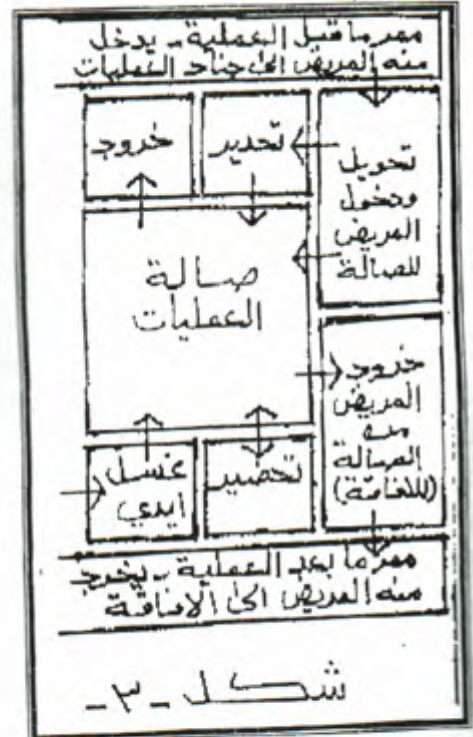 ممر ما قبل العملية - يدخل
منه المريض الى جناح العمليات
خروج
تخدير
تحويل
ودخول
المريض
للصالة
صالة
العمليات
خروج
المريض
من
الصالة
(للافاقة)
غسل
ايدي
تحضير
ممر ما بعد العملية - يخرج
منه المريض الى الافاقة
شكل - ٣ -